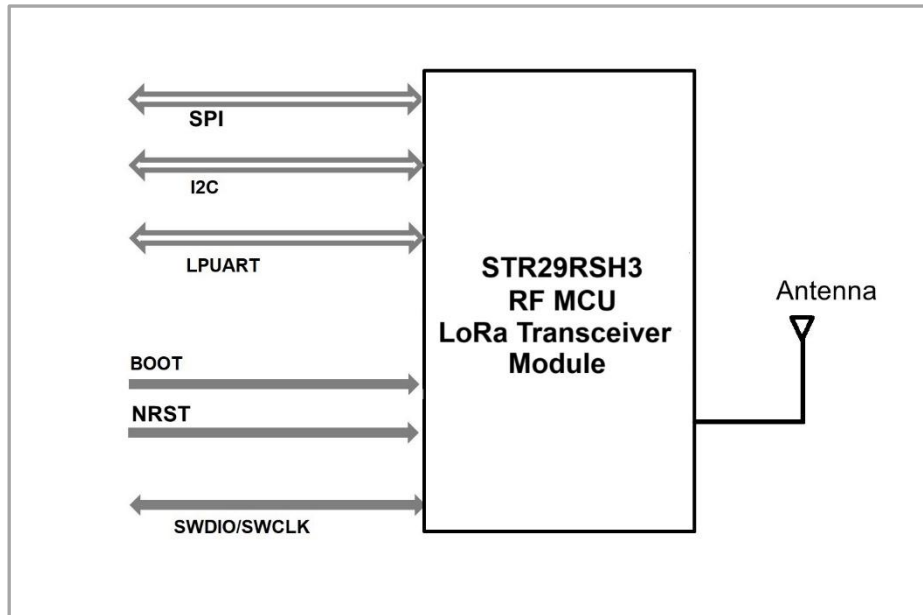 SPI
I2C
LPUART
STR29RSH3
RF MCU
LoRa Transceiver
Module
Antenna
BOOT
NRST
SWDIO/SWCLK